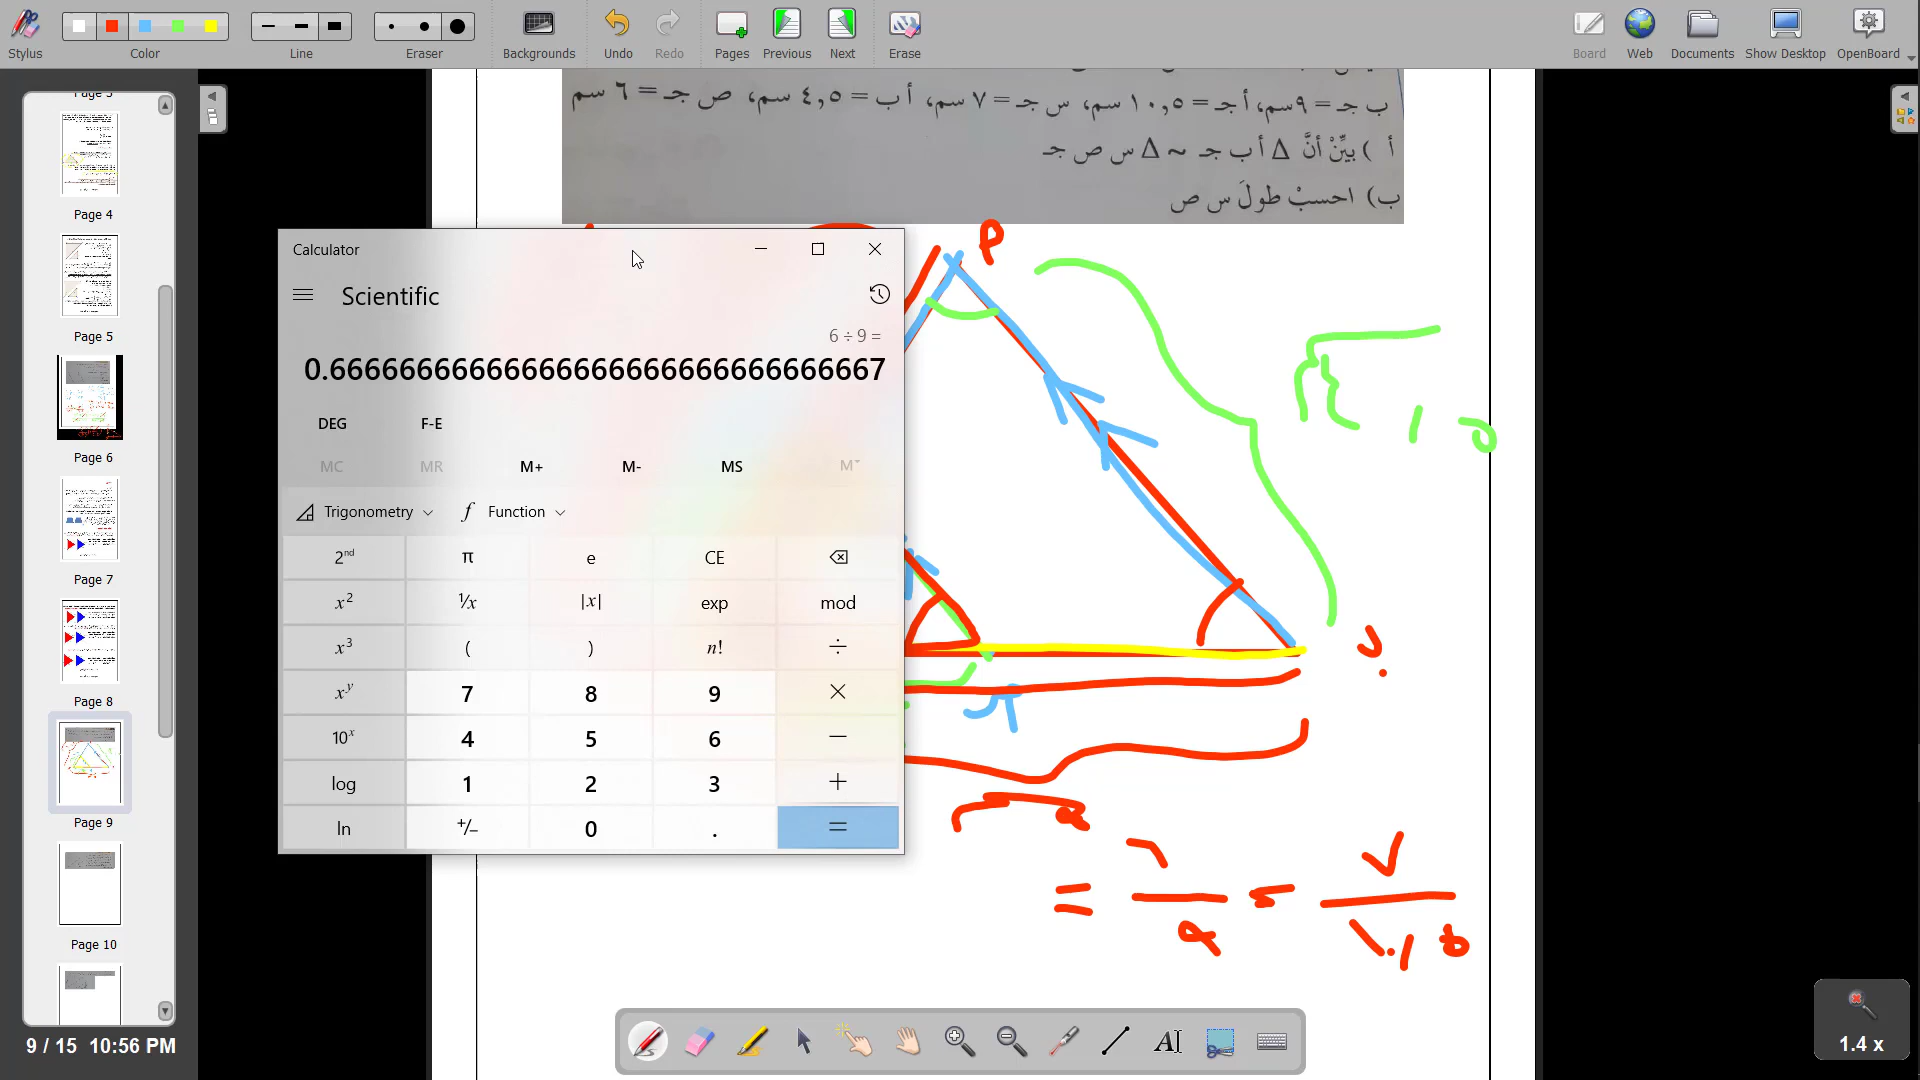 Stylus
Color
Line
Eraser
Backgrounds
Undo
Redo
Pages
Previous
Next
Erase
Board
Web
Documents
Show Desktop
OpenBoard
ب جـ = ٩سم، أ جـ = ١٠,٥ سم، س جـ = ٧ سم، أ ب = ٤,٥ سم، ص جـ = ٦ سم
أ ) بيِّنْ أنَّ Δ أ ب جـ ~ Δ س ص جـ
ب) احسبْ طولَ س ص
Page 4
Page 5
Page 6
Page 7
Page 8
Page 9
Page 10
9 / 15 10:56 PM
Calculator
Scientific
6 ÷ 9 =
0.66666666666666666666666666666667
DEG F-E
MC MR M+ M- MS M˅
Trigonometry f Function
2nd π e CE
x² ¹/x |x| exp mod
x³ ( ) n! ÷
xʸ 7 8 9 ×
10ˣ 4 5 6 −
log 1 2 3 +
ln +/− 0 . =
1.4 x